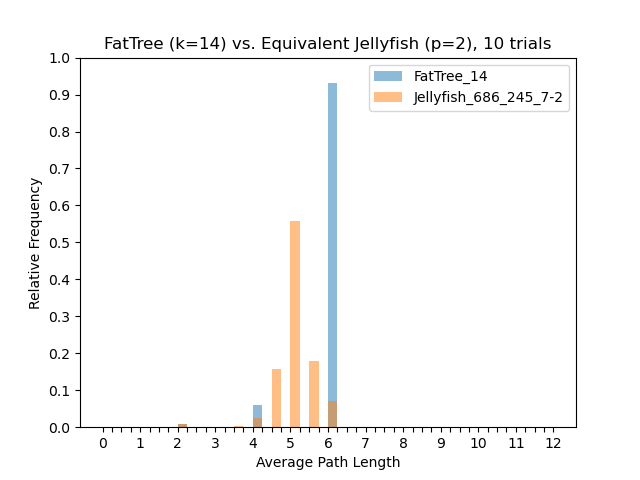 FatTree (k=14) vs. Equivalent Jellyfish (p=2), 10 trials
FatTree_14
Jellyfish_686_245_7-2
Relative Frequency
1.0
0.9
0.8
0.7
0.6
0.5
0.4
0.3
0.2
0.1
0.0
0 1 2 3 4 5 6 7 8 9 10 11 12
Average Path Length